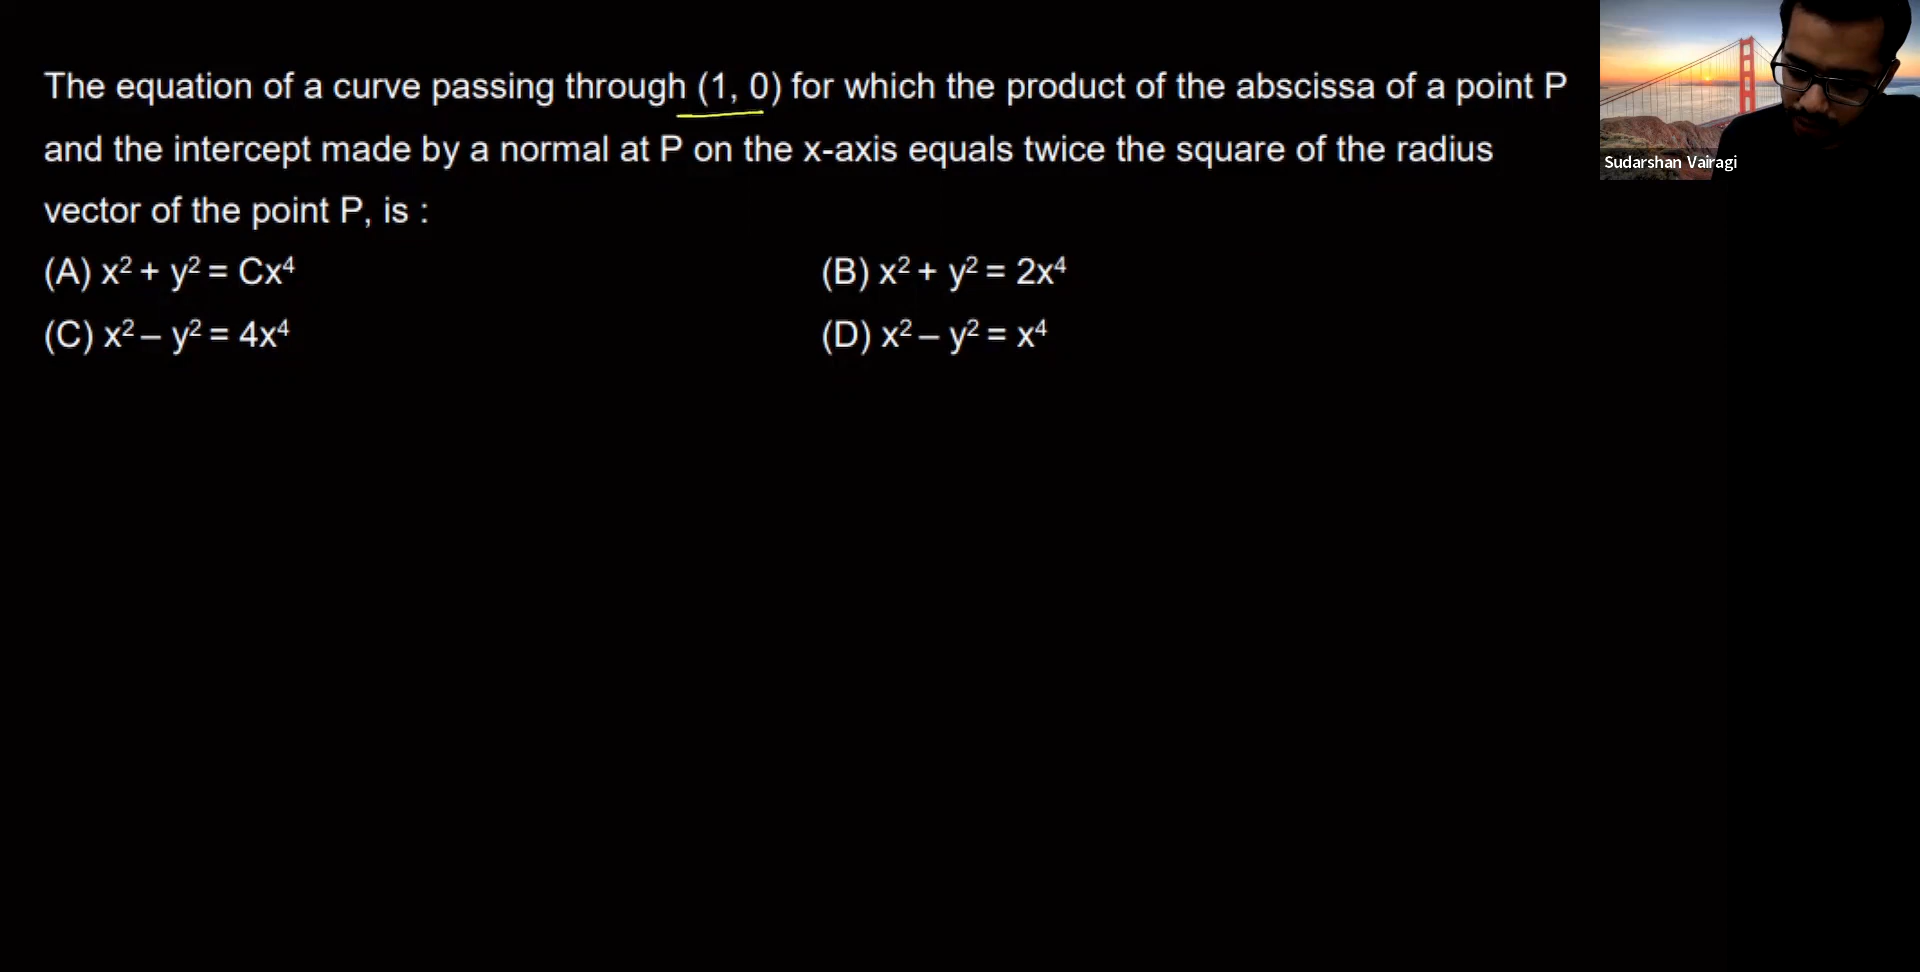 The equation of a curve passing through (1, 0) for which the product of the abscissa of a point P
and the intercept made by a normal at P on the x-axis equals twice the square of the radius
Sudarshan Vairagi
vector of the point P, is :
(A) x² + y² = Cx⁴ (B) x² + y² = 2x⁴
(C) x² – y² = 4x⁴ (D) x² – y² = x⁴